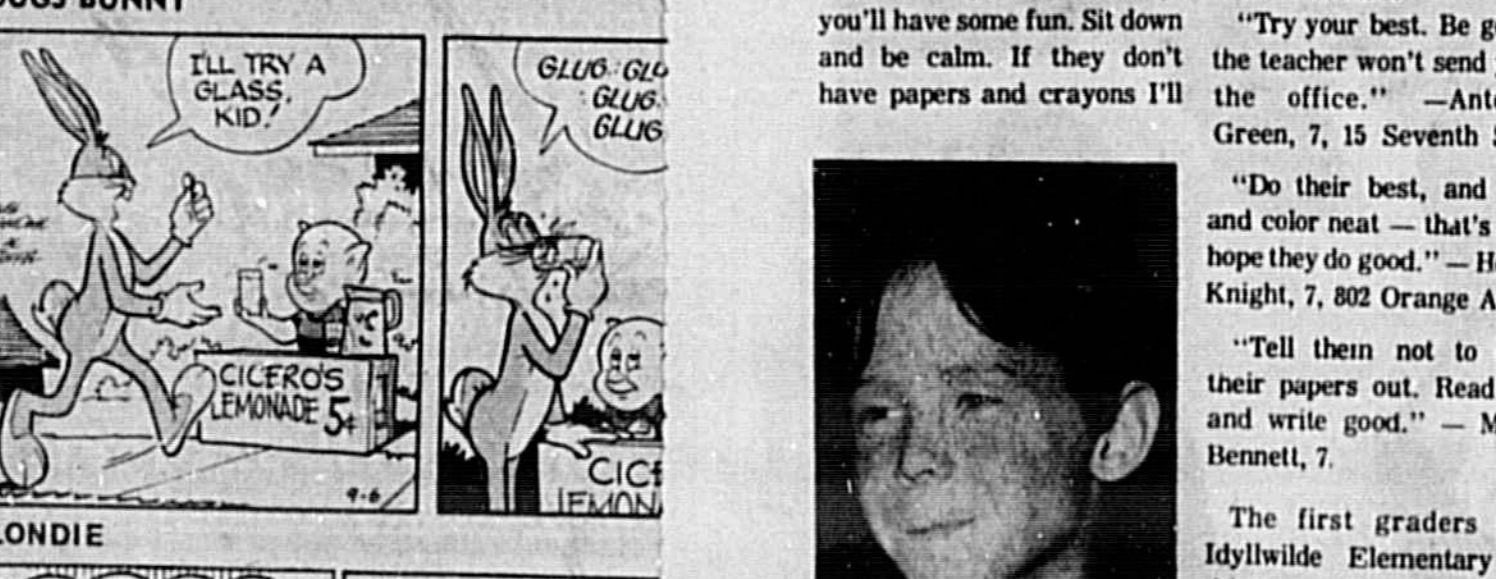 BUGS BUNNY
I'LL TRY A
GLASS,
KID!
CICERO'S
LEMONADE 5¢
9-6
GLUG. GLU
GLUG.
GLUG
CICE
LEMON
LONDIE
you'll have some fun. Sit down
and be calm. If they don't
have papers and crayons I'll
"Try your best. Be g
the teacher won't send
the office." —Ant
Green, 7, 15 Seventh
"Do their best, and
and color neat — that's
hope they do good." — H
Knight, 7, 802 Orange A
"Tell them not to
their papers out. Read
and write good." — M
Bennett, 7.
The first graders
Idyllwilde Elementary